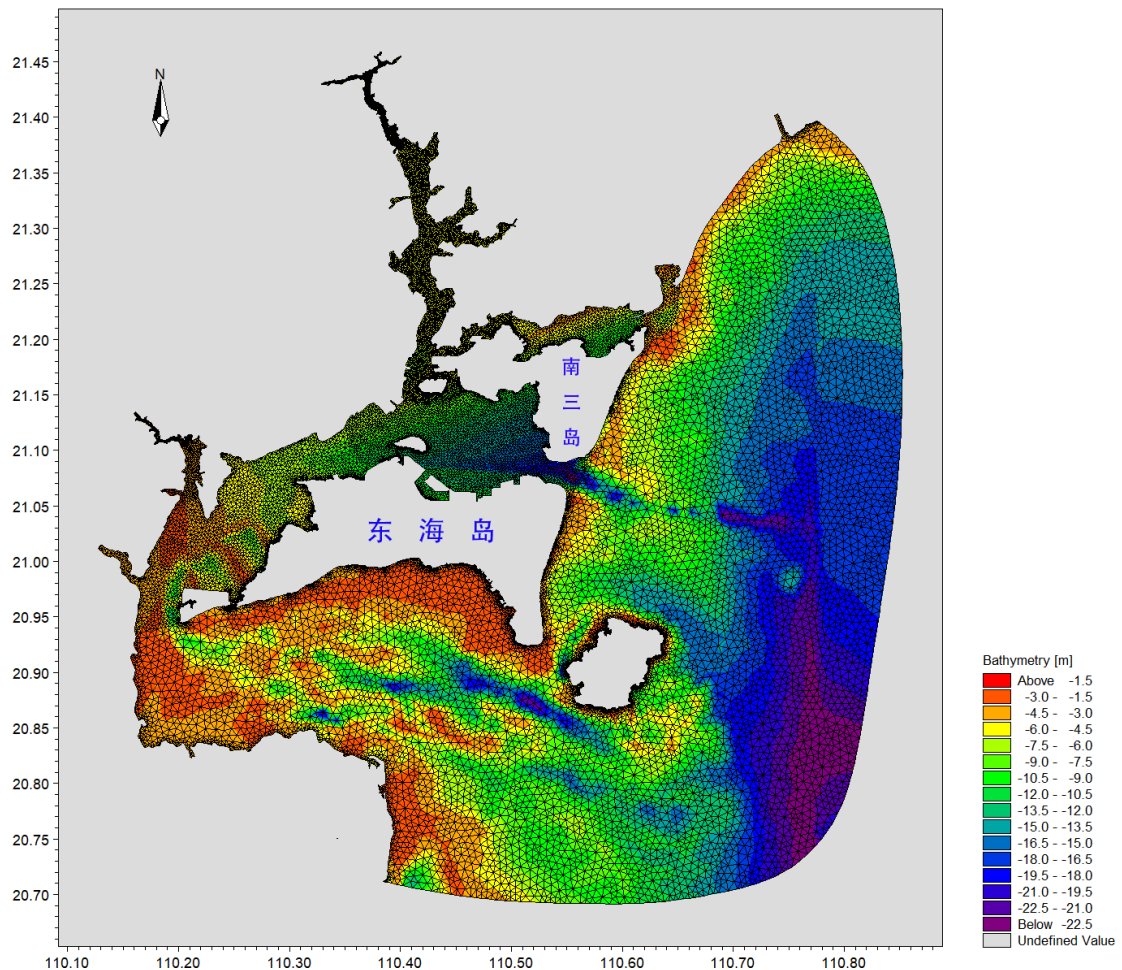 N
21.45
21.40
21.35
21.30
21.25
21.20
21.15
21.10
21.05
21.00
20.95
20.90
20.85
20.80
20.75
20.70
南
三
岛
东 海 岛
110.10 110.20 110.30 110.40 110.50 110.60 110.70 110.80
Bathymetry [m]
Above -1.5
-3.0 - -1.5
-4.5 - -3.0
-6.0 - -4.5
-7.5 - -6.0
-9.0 - -7.5
-10.5 - -9.0
-12.0 - -10.5
-13.5 - -12.0
-15.0 - -13.5
-16.5 - -15.0
-18.0 - -16.5
-19.5 - -18.0
-21.0 - -19.5
-22.5 - -21.0
Below -22.5
Undefined Value